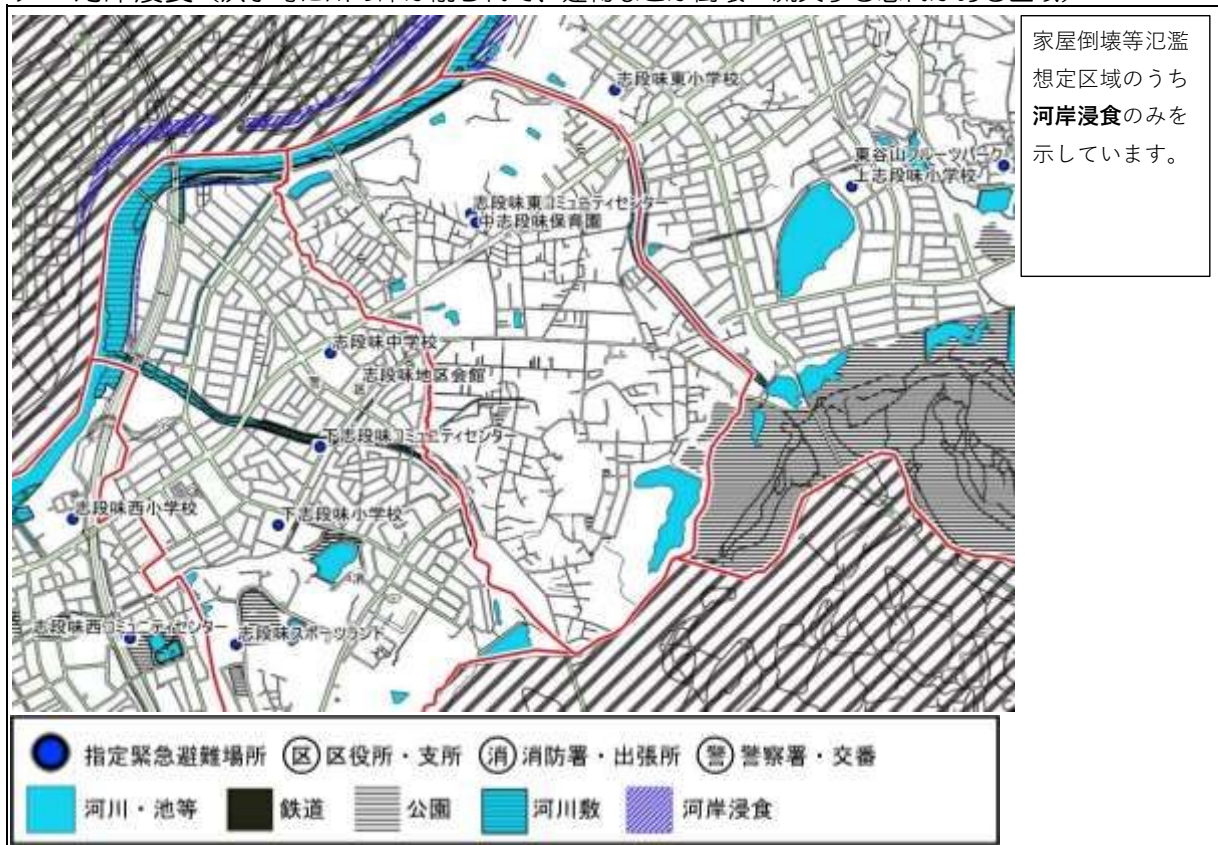 家屋倒壊等氾濫
想定区域のうち
河岸浸食のみを
示しています。
志段味東小学校
東谷山フルーツパーク
上志段味小学校
志段味東コミュニティセンター
中志段味保育園
志段味中学校
志段味地区会館
下志段味コミュニティセンター
志段味西小学校
下志段味小学校
志段味西コミュニティセンター
志段味スポーツランド
指定緊急避難場所 区 区役所・支所 消 消防署・出張所 警 警察署・交番
河川・池等 鉄道 公園 河川敷 河岸浸食